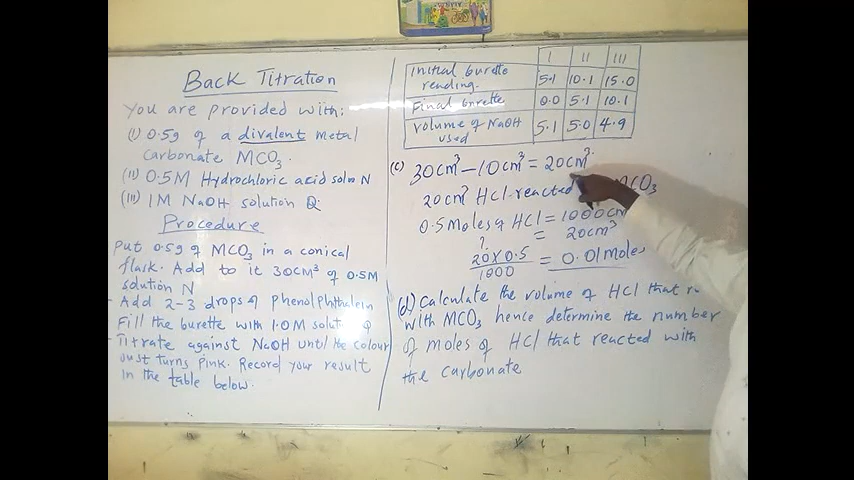 Back Titration
You are provided with:
(I) 0.5g of a divalent metal
carbonate MCO3.
(II) 0.5M Hydrochloric acid soln N
(III) 1M NaOH solution Q.
Procedure
Put 0.5g of MCO3 in a conical
flask. Add to it 30cm³ of 0.5M
solution N
- Add 2-3 drops of phenolphthalein
Fill the burette with 1.0M solution Q
- Titrate against NaOH until the colour
Just turns pink. Record your result
in the table below.
I II III
Initial burette reading. 5.1 10.1 15.0
Final burette 0.0 5.1 10.1
Volume of NaOH used 5.1 5.0 4.9
(c) 30cm³ - 10cm³ = 20cm³.
20cm³ HCl reacted MCO3
0.5 Moles of HCl = 1000cm
? = 20cm³
20 x 0.5
1000
= 0.01 moles
(d) Calculate the volume of HCl that
with MCO3 hence determine the number
of moles of HCl that reacted with
the carbonate